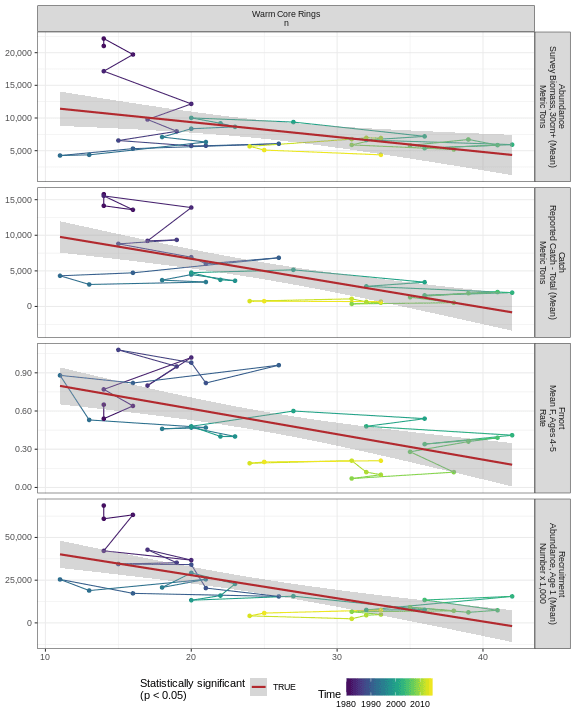 Warm Core Rings
n
20,000
15,000
10,000
5,000
Abundance
Survey Biomass, 30cm+ (Mean)
Metric Tons
15,000
10,000
5,000
0
Catch
Reported Catch - Total (Mean)
Metric Tons
0.90
0.60
0.30
0.00
Fmort
Mean F, Ages 4-5
Rate
50,000
25,000
0
Recruitment
Abundance, Age 1 (Mean)
Number x 1,000
10
20
30
40
Statistically significant
(p < 0.05)
TRUE
Time
1980 1990 2000 2010